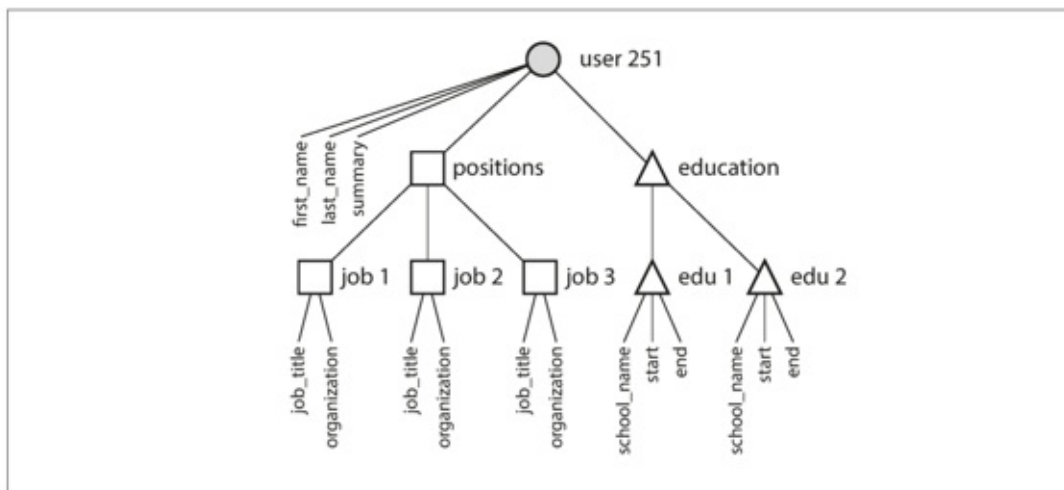 user 251
first_name
last_name
summary
positions
education
job 1
job 2
job 3
edu 1
edu 2
job_title
organization
job_title
organization
job_title
organization
school_name
start
end
school_name
start
end